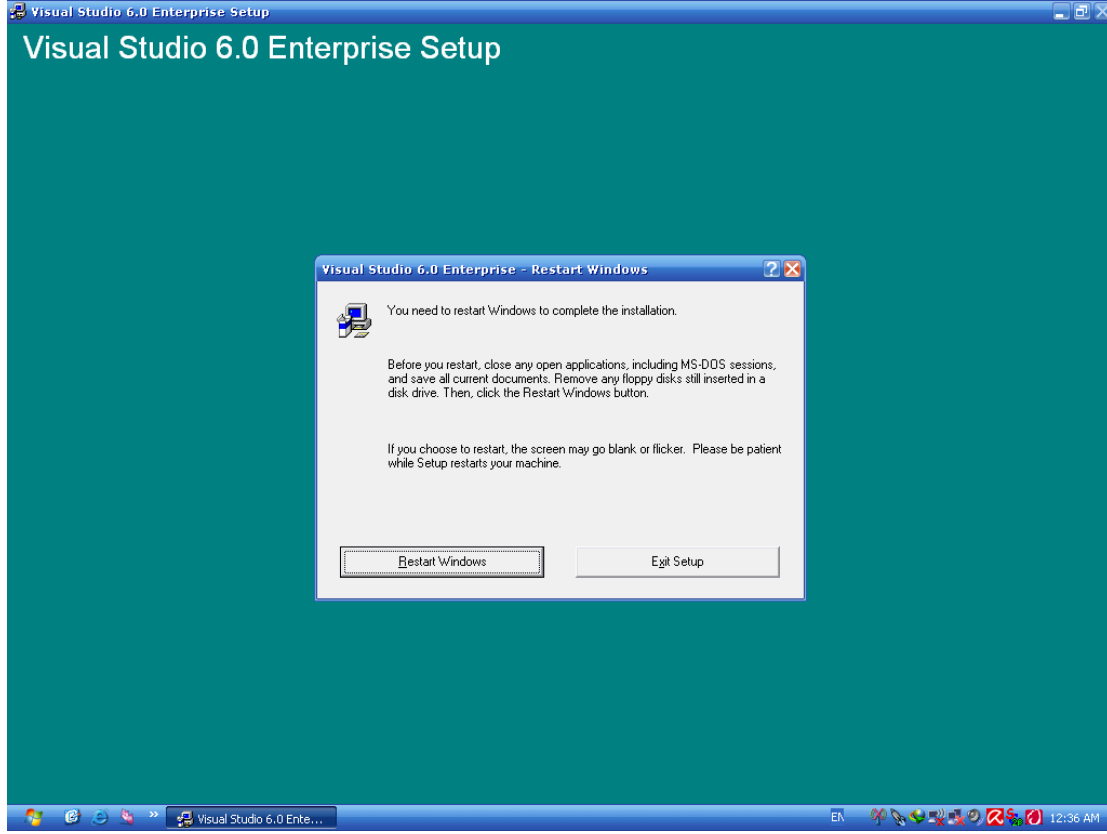 Visual Studio 6.0 Enterprise Setup
Visual Studio 6.0 Enterprise Setup
Visual Studio 6.0 Enterprise - Restart Windows
You need to restart Windows to complete the installation.
Before you restart, close any open applications, including MS-DOS sessions,
and save all current documents. Remove any floppy disks still inserted in a
disk drive. Then, click the Restart Windows button.
If you choose to restart, the screen may go blank or flicker. Please be patient
while Setup restarts your machine.
Restart Windows
Exit Setup
Visual Studio 6.0 Ente...
EN
12:36 AM